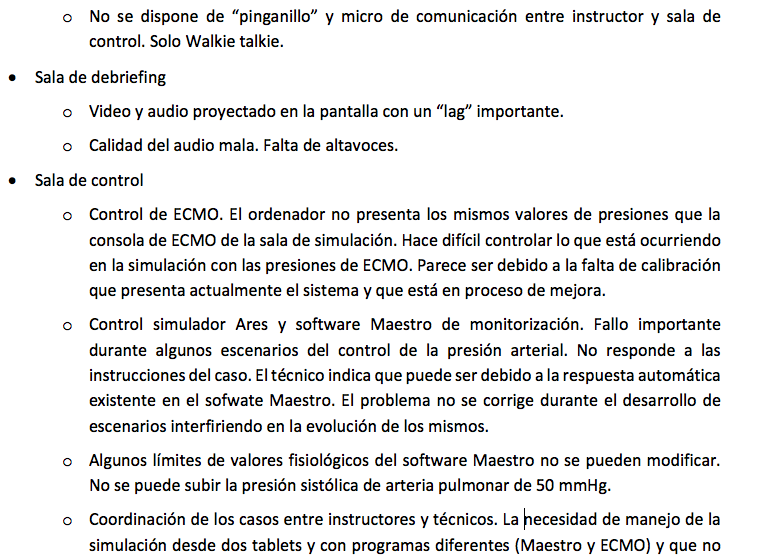 o No se dispone de “pinganillo” y micro de comunicación entre instructor y sala de
control. Solo Walkie talkie.
• Sala de debriefing
o Video y audio proyectado en la pantalla con un “lag” importante.
o Calidad del audio mala. Falta de altavoces.
• Sala de control
o Control de ECMO. El ordenador no presenta los mismos valores de presiones que la
consola de ECMO de la sala de simulación. Hace difícil controlar lo que está ocurriendo
en la simulación con las presiones de ECMO. Parece ser debido a la falta de calibración
que presenta actualmente el sistema y que está en proceso de mejora.
o Control simulador Ares y software Maestro de monitorización. Fallo importante
durante algunos escenarios del control de la presión arterial. No responde a las
instrucciones del caso. El técnico indica que puede ser debido a la respuesta automática
existente en el sofwate Maestro. El problema no se corrige durante el desarrollo de
escenarios interfiriendo en la evolución de los mismos.
o Algunos límites de valores fisiológicos del software Maestro no se pueden modificar.
No se puede subir la presión sistólica de arteria pulmonar de 50 mmHg.
o Coordinación de los casos entre instructores y técnicos. La necesidad de manejo de la
simulación desde dos tablets y con programas diferentes (Maestro y ECMO) y que no